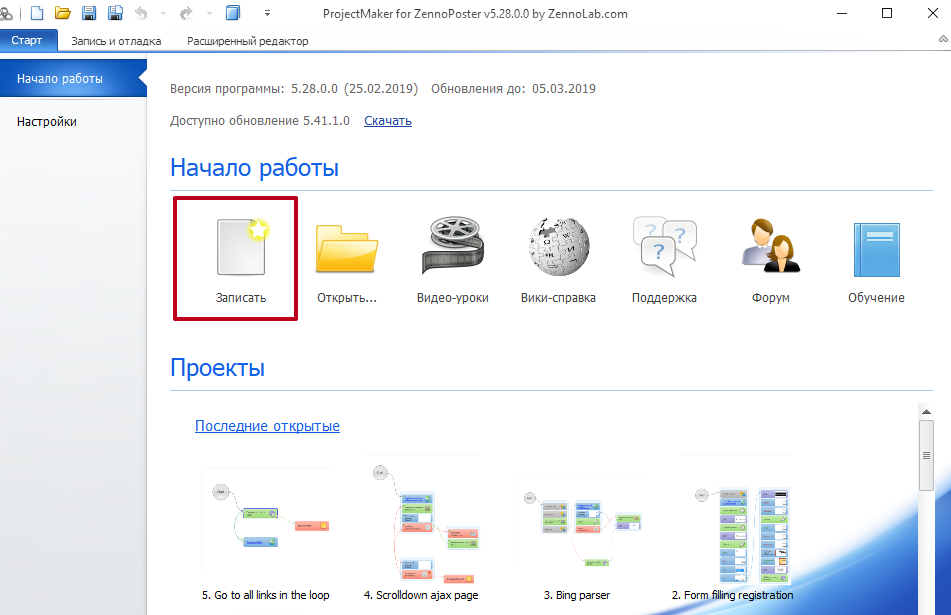 ProjectMaker for ZennoPoster v5.28.0.0 by ZennoLab.com
Старт Запись и отладка Расширенный редактор
Начало работы
Настройки
Версия программы: 5.28.0.0 (25.02.2019) Обновления до: 05.03.2019
Доступно обновление 5.41.1.0 Скачать
Начало работы
Записать Открыть... Видео-уроки Вики-справка Поддержка Форум Обучение
Проекты
Последние открытые
5. Go to all links in the loop 4. Scrolldown ajax page 3. Bing parser 2. Form filling registration